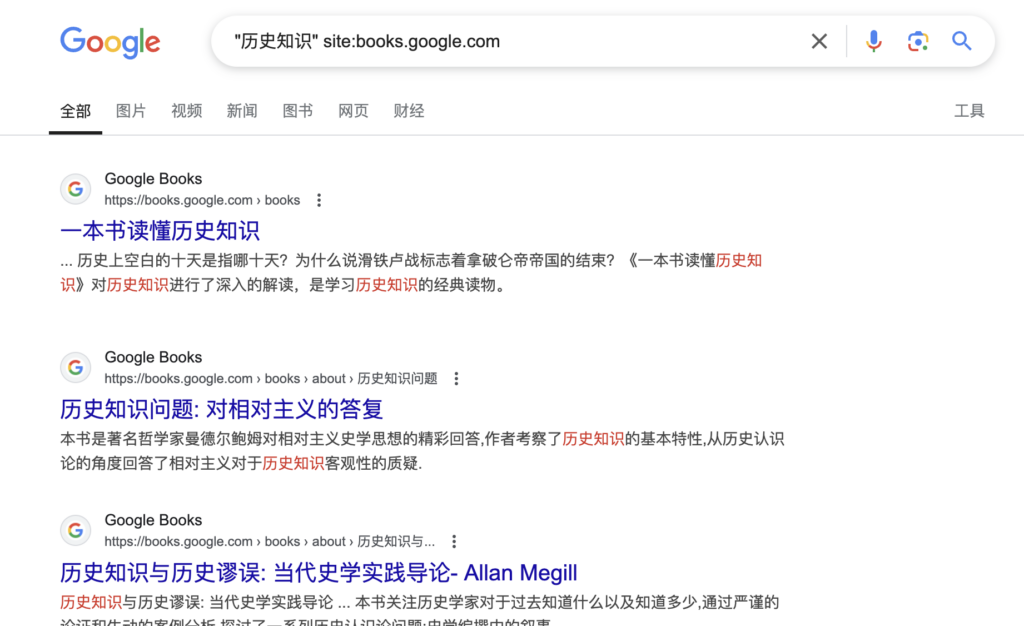 Google
"历史知识" site:books.google.com
全部 图片 视频 新闻 图书 网页 财经 工具
Google Books
https://books.google.com › books
一本书读懂历史知识
... 历史上空白的十天是指哪十天？为什么说滑铁卢战标志着拿破仑帝帝国的结束？《一本书读懂历史知
识》对历史知识进行了深入的解读，是学习历史知识的经典读物。
Google Books
https://books.google.com › books › about › 历史知识问题
历史知识问题: 对相对主义的答复
本书是著名哲学家曼德尔鲍姆对相对主义史学思想的精彩回答,作者考察了历史知识的基本特性,从历史认识
论的角度回答了相对主义对于历史知识客观性的质疑.
Google Books
https://books.google.com › books › about › 历史知识与...
历史知识与历史谬误: 当代史学实践导论- Allan Megill
历史知识与历史谬误: 当代史学实践导论 ... 本书关注历史学家对于过去知道什么以及知道多少,通过严谨的